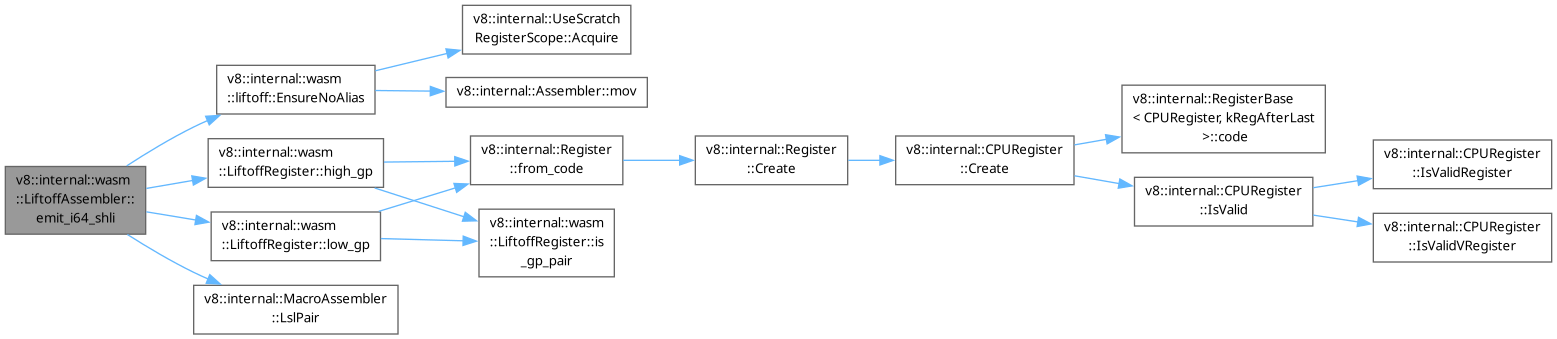 v8::internal::wasm
::LiftoffAssembler::
emit_i64_shli
v8::internal::wasm
::liftoff::EnsureNoAlias
v8::internal::UseScratch
RegisterScope::Acquire
v8::internal::Assembler::mov
v8::internal::wasm
::LiftoffRegister::high_gp
v8::internal::Register
::from_code
v8::internal::Register
::Create
v8::internal::CPURegister
::Create
v8::internal::RegisterBase
< CPURegister, kRegAfterLast
>::code
v8::internal::CPURegister
::IsValid
v8::internal::CPURegister
::IsValidRegister
v8::internal::CPURegister
::IsValidVRegister
v8::internal::wasm
::LiftoffRegister::is
_gp_pair
v8::internal::wasm
::LiftoffRegister::low_gp
v8::internal::MacroAssembler
::LslPair